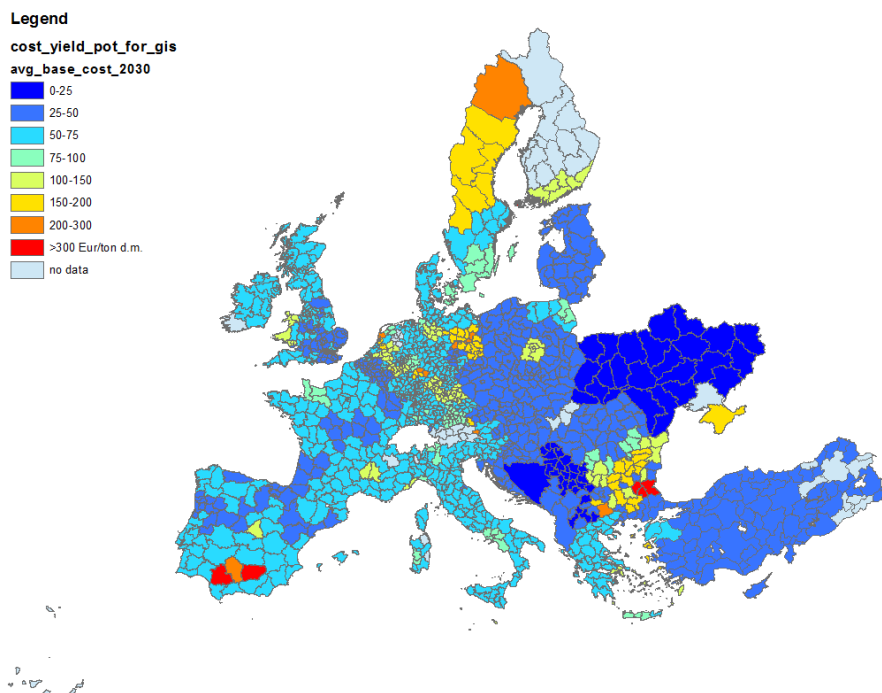 Legend
cost_yield_pot_for_gis
avg_base_cost_2030
0-25
25-50
50-75
75-100
100-150
150-200
200-300
>300 Eur/ton d.m.
no data